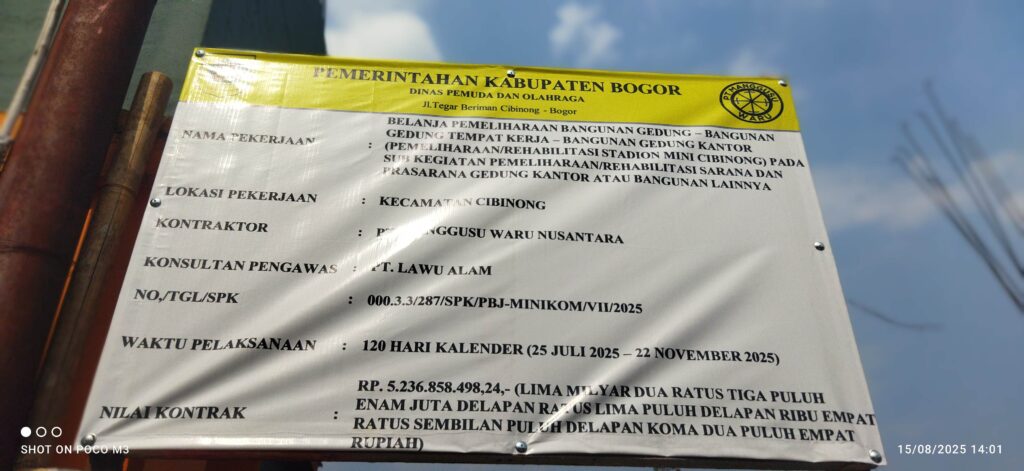 PEMERINTAHAN KABUPATEN BOGOR
DINAS PEMUDA DAN OLAHRAGA
Jl.Tegar Beriman Cibinong - Bogor
PT.MANGGUSU
WARU
NAMA PEKERJAAN : BELANJA PEMELIHARAAN BANGUNAN GEDUNG – BANGUNAN
GEDUNG TEMPAT KERJA – BANGUNAN GEDUNG KANTOR
(PEMELIHARAAN/REHABILITASI STADION MINI CIBINONG) PADA
SUB KEGIATAN PEMELIHARAAN/REHABILITASI SARANA DAN
PRASARANA GEDUNG KANTOR ATAU BANGUNAN LAINNYA
LOKASI PEKERJAAN : KECAMATAN CIBINONG
KONTRAKTOR : NGGUSU WARU NUSANTARA
KONSULTAN PENGAWAS : PT. LAWU ALAM
NO,/TGL/SPK : 000.3.3/287/SPK/PBJ-MINIKOM/VII/2025
WAKTU PELAKSANAAN : 120 HARI KALENDER (25 JULI 2025 – 22 NOVEMBER 2025)
NILAI KONTRAK : RP. 5.236.858.498,24,- (LIMA MILYAR DUA RATUS TIGA PULUH
ENAM JUTA DELAPAN RATUS LIMA PULUH DELAPAN RIBU EMPAT
RATUS SEMBILAN PULUH DELAPAN KOMA DUA PULUH EMPAT
RUPIAH)
SHOT ON POCO M3
15/08/2025 14:01